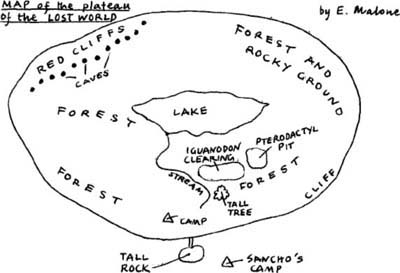 MAP of the plateau
of the LOST WORLD
by E. Malone
RED CLIFFS
CAVES
FOREST AND
ROCKY GROUND
FOREST
LAKE
PTERODACTYL
PIT
IGUANODON
CLEARING
STREAM
FOREST
FOREST
TALL
TREE
CLIFF
CAMP
TALL
ROCK
SANCHO'S
CAMP